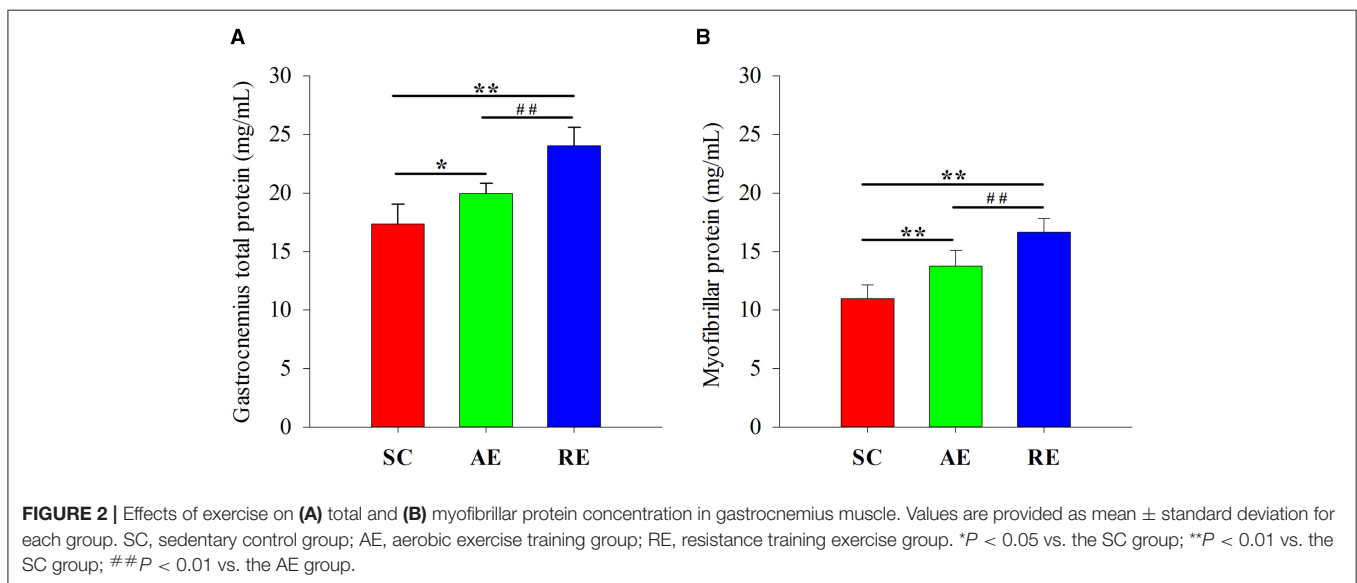 A
Gastrocnemius total protein (mg/mL)
30
25
20
15
10
5
0
**
##
*
SC AE RE
B
Myofibrillar protein (mg/mL)
30
25
20
15
10
5
0
**
##
**
SC AE RE
FIGURE 2 | Effects of exercise on (A) total and (B) myofibrillar protein concentration in gastrocnemius muscle. Values are provided as mean ± standard deviation for
each group. SC, sedentary control group; AE, aerobic exercise training group; RE, resistance training exercise group. *P < 0.05 vs. the SC group; **P < 0.01 vs. the
SC group; ##P < 0.01 vs. the AE group.